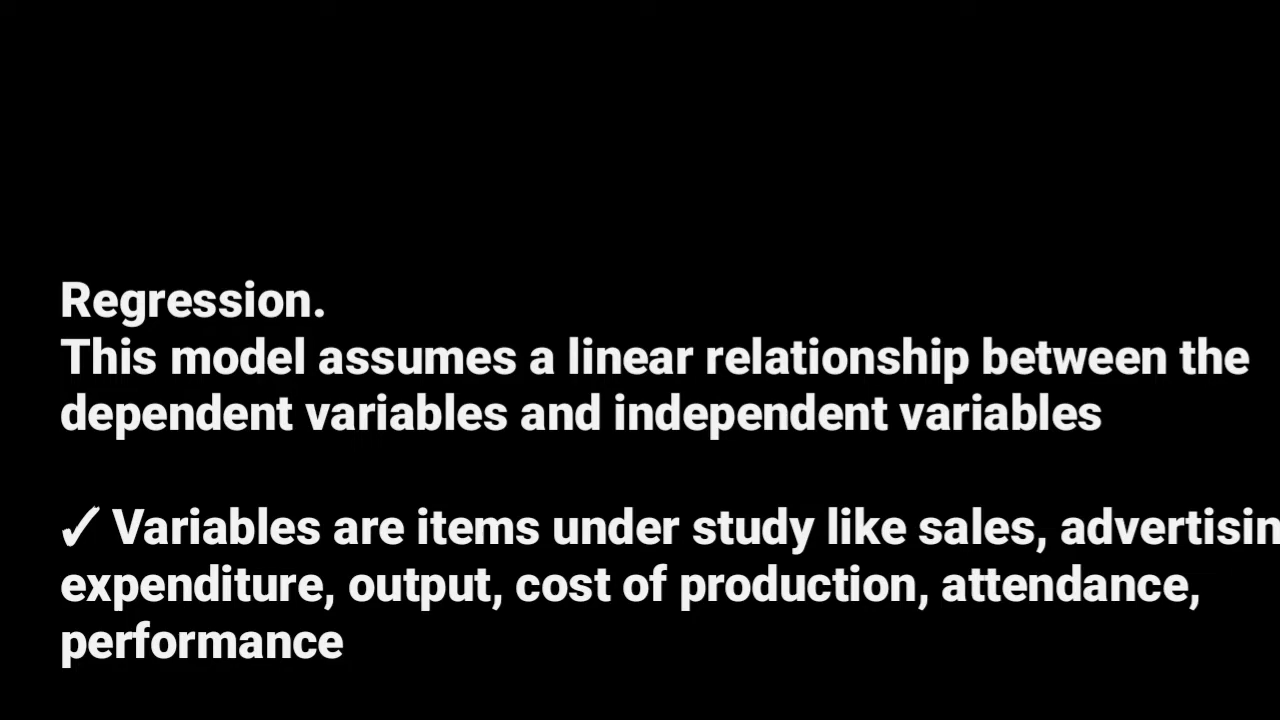 Regression.
This model assumes a linear relationship between the
dependent variables and independent variables
✓ Variables are items under study like sales, advertisin
expenditure, output, cost of production, attendance,
performance